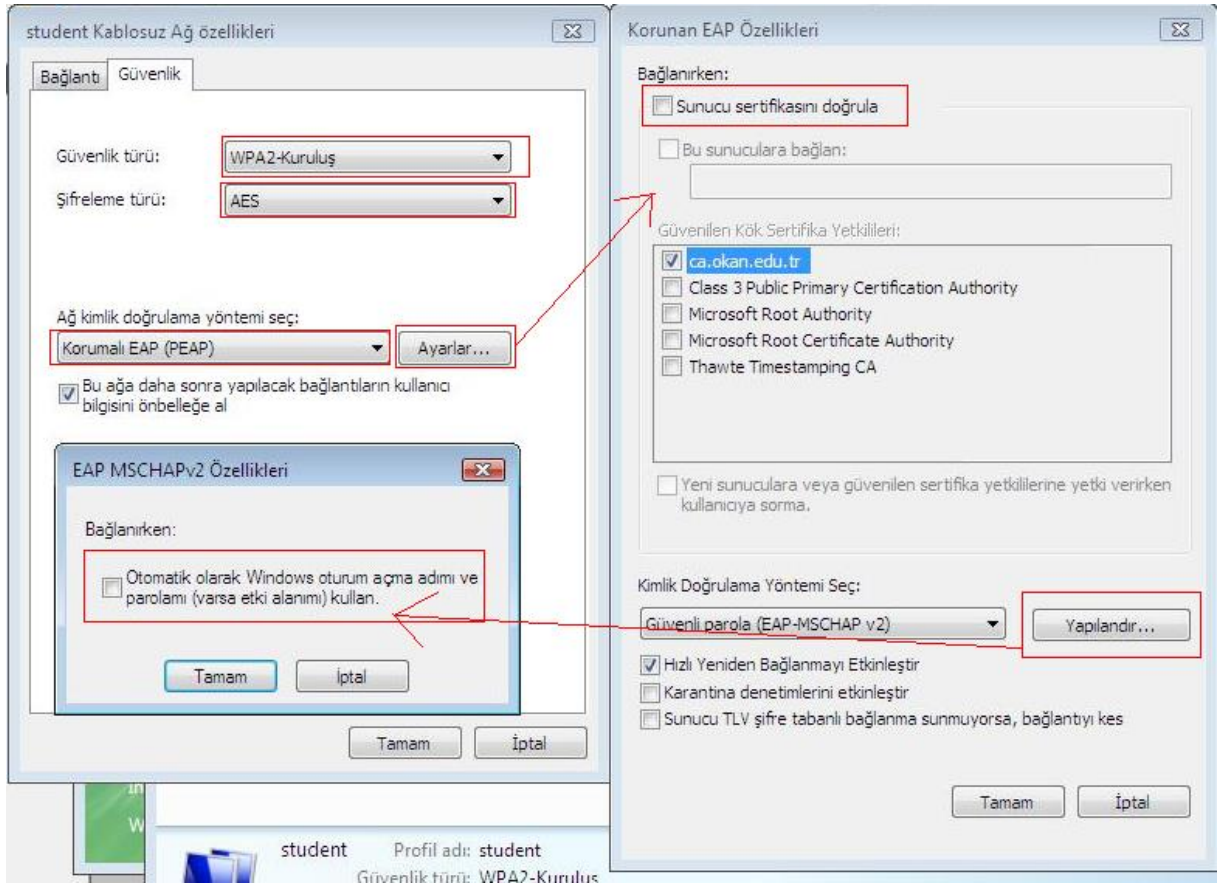 student Kablosuz Ağ özellikleri
Bağlantı
Güvenlik
Güvenlik türü:
WPA2-Kuruluş
Şifreleme türü:
AES
Ağ kimlik doğrulama yöntemi seç:
Korumalı EAP (PEAP)
Ayarlar...
Bu ağa daha sonra yapılacak bağlantıların kullanıcı
bilgisini önbelleğe al
EAP MSCHAPv2 Özellikleri
Bağlanırken:
Otomatik olarak Windows oturum açma adımı ve
parolamı (varsa etki alanımı) kullan.
Tamam
İptal
Tamam
İptal
Korunan EAP Özellikleri
Bağlanırken:
Sunucu sertifikasını doğrula
Bu sunuculara bağlan:
Güvenilen Kök Sertifika Yetkilileri:
ca.okan.edu.tr
Class 3 Public Primary Certification Authority
Microsoft Root Authority
Microsoft Root Certificate Authority
Thawte Timestamping CA
Yeni sunuculara veya güvenilen sertifika yetkililerine yetki verirken
kullanıcıya sorma.
Kimlik Doğrulama Yöntemi Seç:
Güvenli parola (EAP-MSCHAP v2)
Yapılandır...
Hızlı Yeniden Bağlanmayı Etkinleştir
Karantina denetimlerini etkinleştir
Sunucu TLV şifre tabanlı bağlanma sunmuyorsa, bağlantıyı kes
Tamam
İptal
student
Profil adı: student
Güvenlik türü: WPA2-Kuruluş